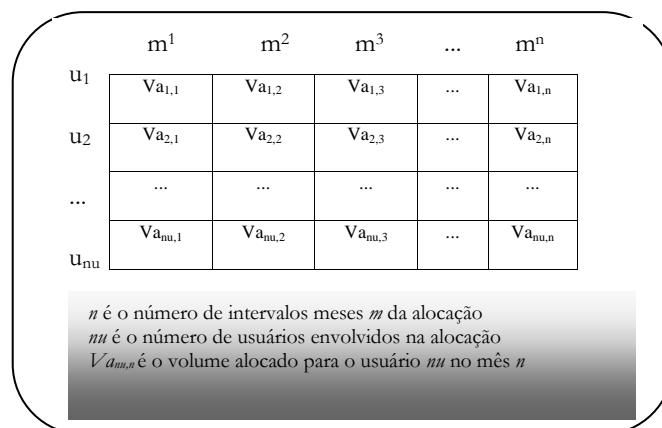 m¹ m² m³ ... mⁿ
u₁ Va₁,₁ Va₁,₂ Va₁,₃ ... Va₁,ₙ
u₂ Va₂,₁ Va₂,₂ Va₂,₃ ... Va₂,ₙ
... ... ... ... ... ...
uₙᵤ Vaₙᵤ,₁ Vaₙᵤ,₂ Vaₙᵤ,₃ ... Vaₙᵤ,ₙ
n é o número de intervalos meses m da alocação
nu é o número de usuários envolvidos na alocação
Vaₙᵤ,ₙ é o volume alocado para o usuário nu no mês n